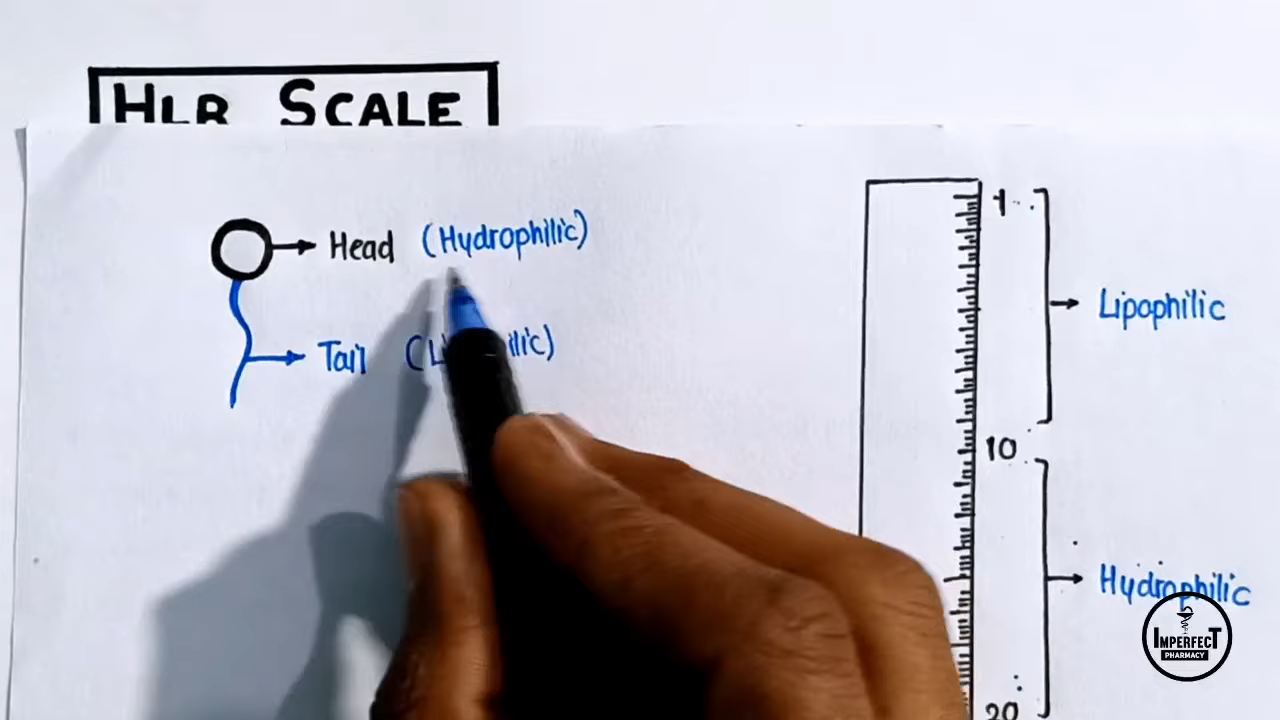 HLB SCALE
Head (Hydrophilic)
Tail
1
Lipophilic
10
Hydrophilic
20
IMPERFECT
PHARMACY